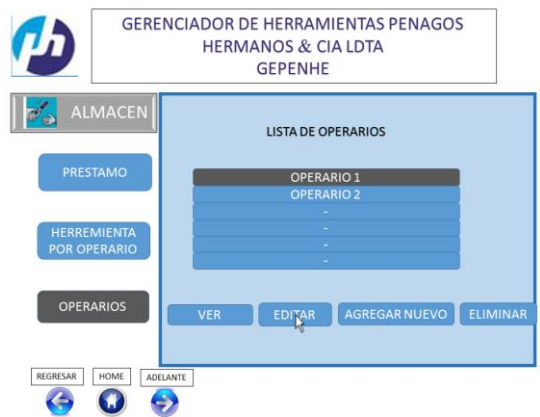 GERENCIADOR DE HERRAMIENTAS PENAGOS
HERMANOS & CIA LDTA
GEPENHE
ph
ALMACEN
LISTA DE OPERARIOS
PRESTAMO
OPERARIO 1
OPERARIO 2
-
-
-
-
HERREMIENTA
POR OPERARIO
OPERARIOS
VER
EDITAR
AGREGAR NUEVO
ELIMINAR
REGRESAR
HOME
ADELANTE